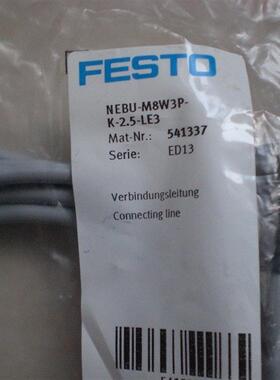 FESTO
NEBU-M8W3P-
K-2.5-LE3
Mat-Nr.: 541337
Serie: ED13
Verbindungsleitung
Connecting line